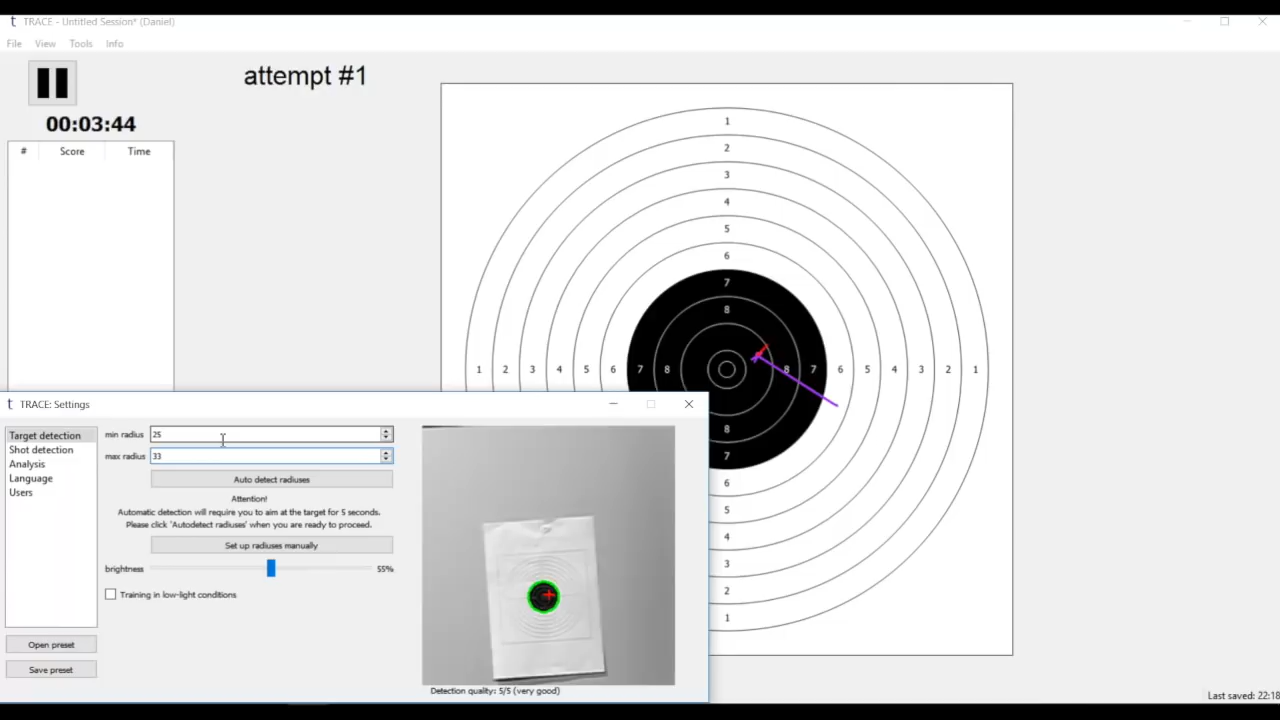 TRACE - Untitled Session* (Daniel)
File View Tools Info
attempt #1
00:03:44
# Score Time
1
2
3
4
5
6
7
8
1 2 3 4 5 6 7 8 8 7 6 5 4 3 2 1
8
7
6
5
4
3
2
1
TRACE: Settings
Target detection
Shot detection
Analysis
Language
Users
Open preset
Save preset
min radius 25
max radius 33
Auto detect radiuses
Attention!
Automatic detection will require you to aim at the target for 5 seconds.
Please click 'Autodetect radiuses' when you are ready to proceed.
Set up radiuses manually
brightness 55%
Training in low-light conditions
Detection quality: 5/5 (very good)
Last saved: 22:18